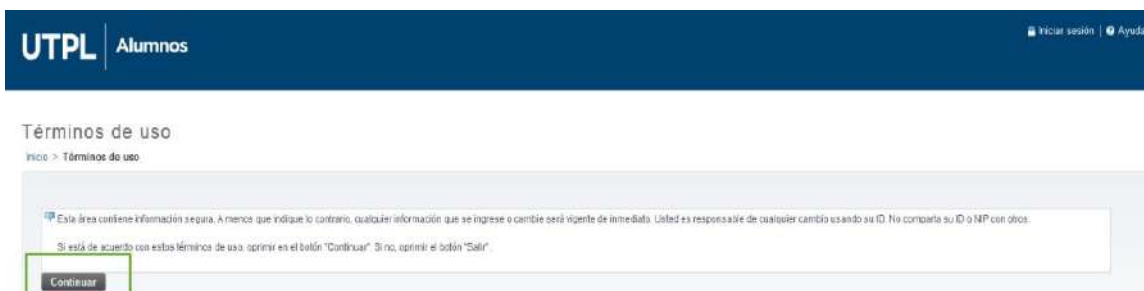 UTPL Alumnos
Iniciar sesión | Ayuda
Términos de uso
Inicio > Términos de uso
Esta área contiene información segura. A menos que indique lo contrario, cualquier información que se ingrese o cambie será vigente de inmediato. Usted es responsable de cualquier cambio usando su ID. No comparta su ID o NIP con otros.
Si está de acuerdo con estos términos de uso, oprimir en el botón "Continuar". Si no, oprimir el botón "Salir".
Continuar